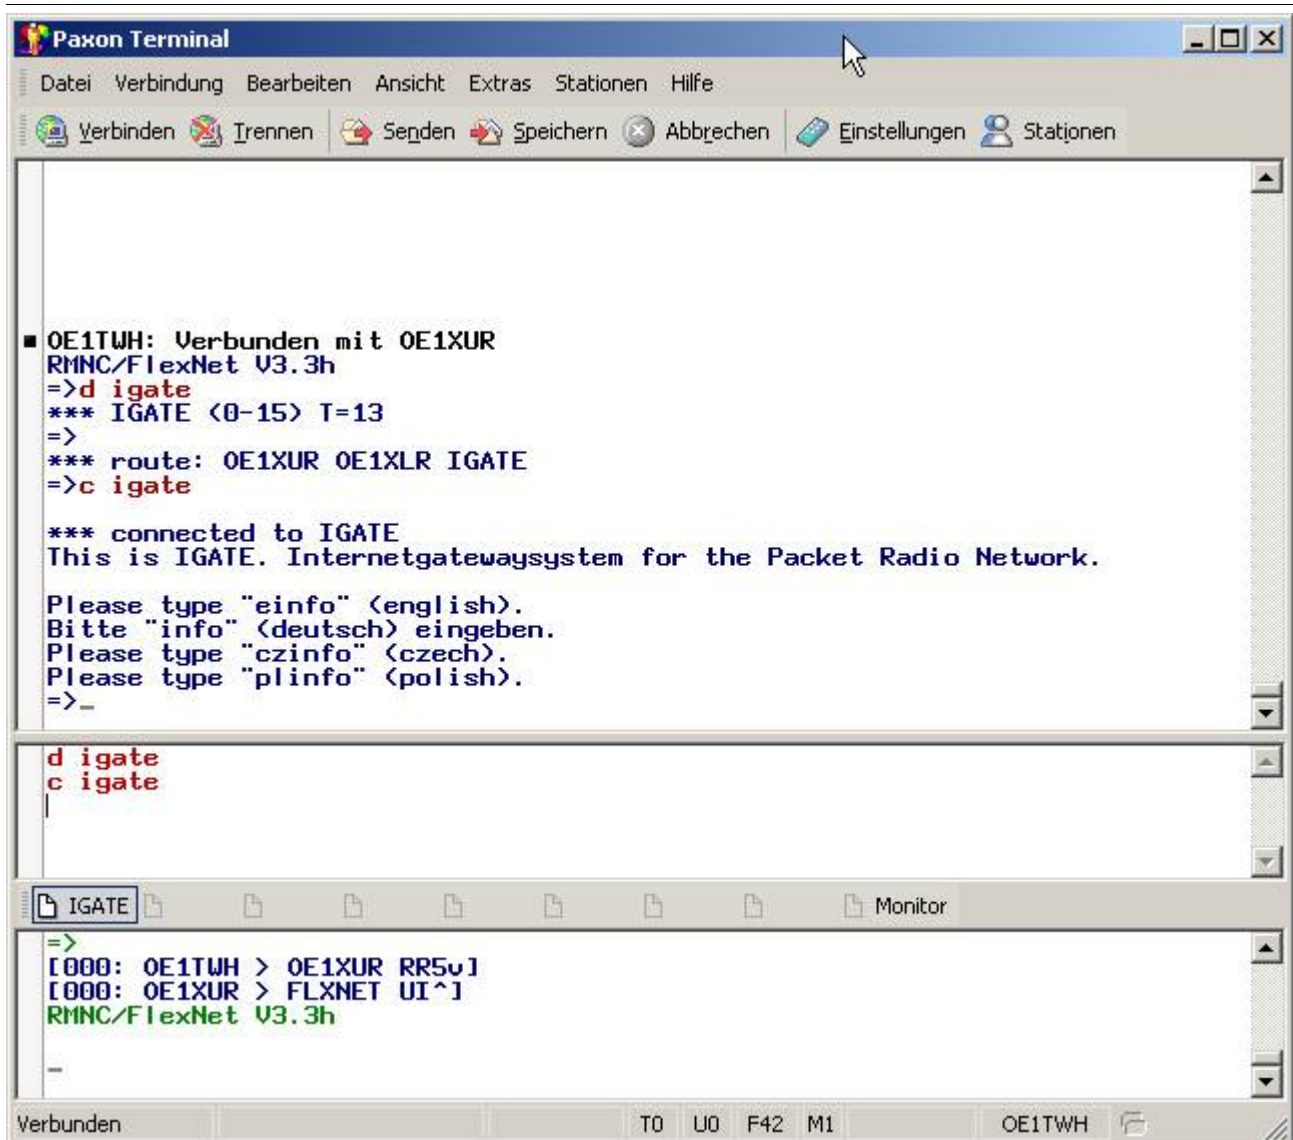 Paxon Terminal
Datei Verbindung Bearbeiten Ansicht Extras Stationen Hilfe
Verbinden Trennen Senden Speichern Abbrechen Einstellungen Stationen
OE1TWH: Verbunden mit OE1XUR
RMNC/FlexNet V3.3h
=>d igate
*** IGATE (0-15) T=13
=>
*** route: OE1XUR OE1XLR IGATE
=>c igate
*** connected to IGATE
This is IGATE. Internetgatewaysystem for the Packet Radio Network.
Please type "einfo" (english).
Bitte "info" (deutsch) eingeben.
Please type "czinfo" (czech).
Please type "plinfo" (polish).
=>_
d igate
c igate
IGATE Monitor
=>
[000: OE1TWH > OE1XUR RR5v]
[000: OE1XUR > FLXNET UI^]
RMNC/FlexNet V3.3h
_
Verbunden T0 U0 F42 M1 OE1TWH